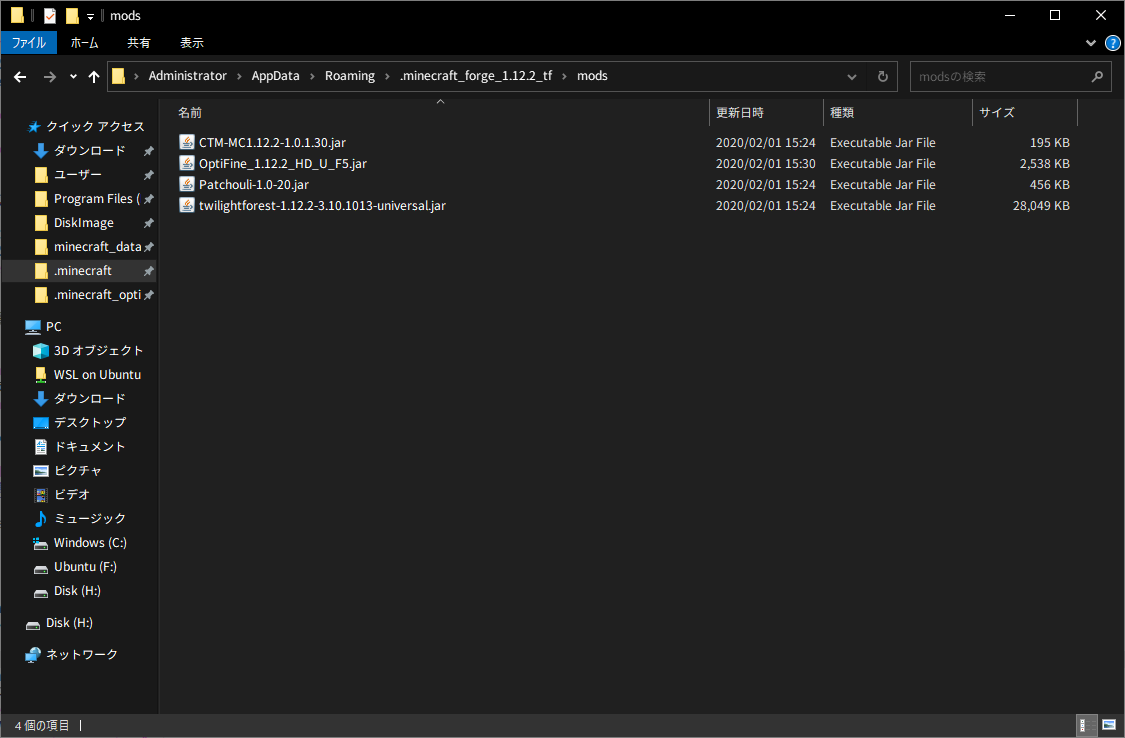 mods
ファイル ホーム 共有 表示
Administrator AppData Roaming .minecraft_forge_1.12.2_tf mods modsの検索
名前 更新日時 種類 サイズ
CTM-MC1.12.2-1.0.1.30.jar 2020/02/01 15:24 Executable Jar File 195 KB
OptiFine_1.12.2_HD_U_F5.jar 2020/02/01 15:30 Executable Jar File 2,538 KB
Patchouli-1.0-20.jar 2020/02/01 15:24 Executable Jar File 456 KB
twilightforest-1.12.2-3.10.1013-universal.jar 2020/02/01 15:24 Executable Jar File 28,049 KB
クイック アクセス
ダウンロード
ユーザー
Program Files (
DiskImage
minecraft_data
.minecraft
.minecraft_opti
PC
3D オブジェクト
WSL on Ubuntu
ダウンロード
デスクトップ
ドキュメント
ピクチャ
ビデオ
ミュージック
Windows (C:)
Ubuntu (F:)
Disk (H:)
Disk (H:)
ネットワーク
4 個の項目